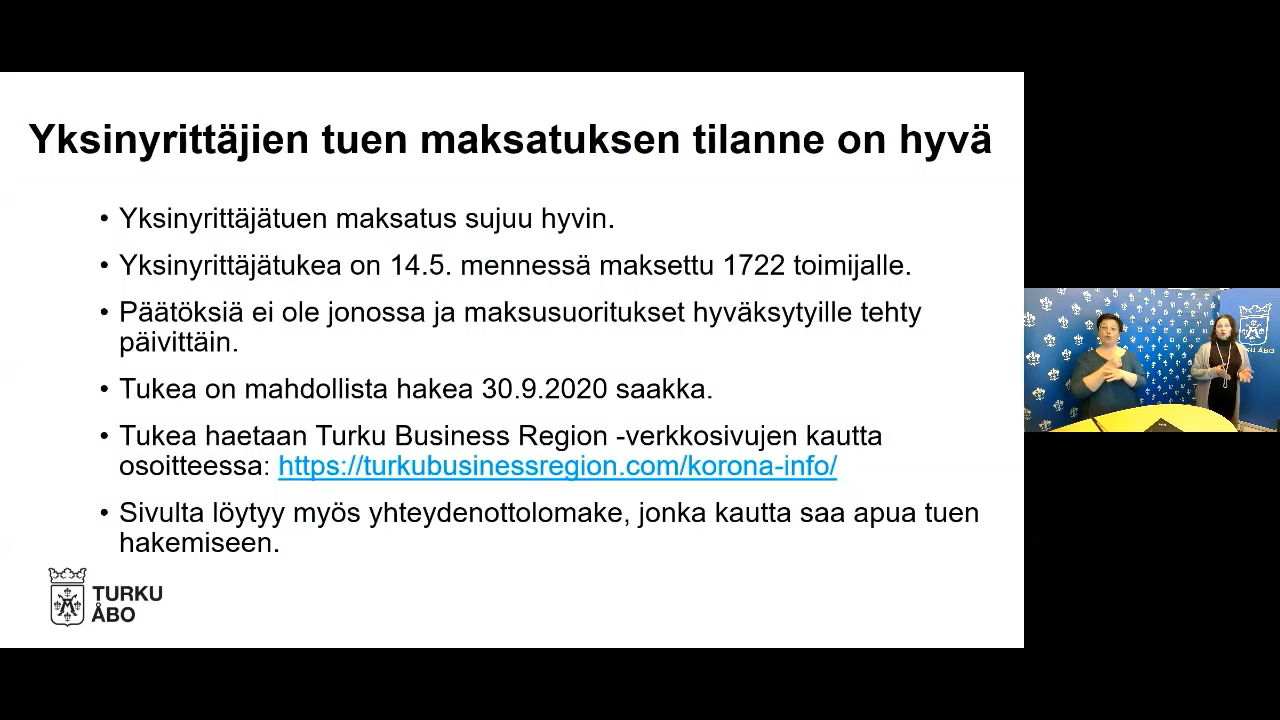 Yksinyrittäjien tuen maksatuksen tilanne on hyvä
• Yksinyrittäjätuen maksatus sujuu hyvin.
• Yksinyrittäjätukea on 14.5. mennessä maksettu 1722 toimijalle.
• Päätöksiä ei ole jonossa ja maksusuoritukset hyväksytyille tehty
päivittäin.
• Tukea on mahdollista hakea 30.9.2020 saakka.
• Tukea haetaan Turku Business Region -verkkosivujen kautta
osoitteessa: https://turkubusinessregion.com/korona-info/
• Sivulta löytyy myös yhteydenottolomake, jonka kautta saa apua tuen
hakemiseen.
TURKU
ÅBO
KU ÅBO